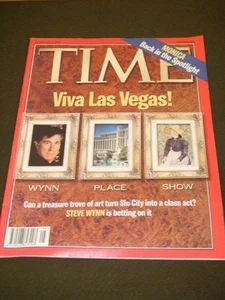 MONICA
Back in the Spotlight
TIME
Viva Las Vegas!
WYNN
PLACE
SHOW
Can a treasure trove of art turn Sin City into a class act?
STEVE WYNN is betting on it